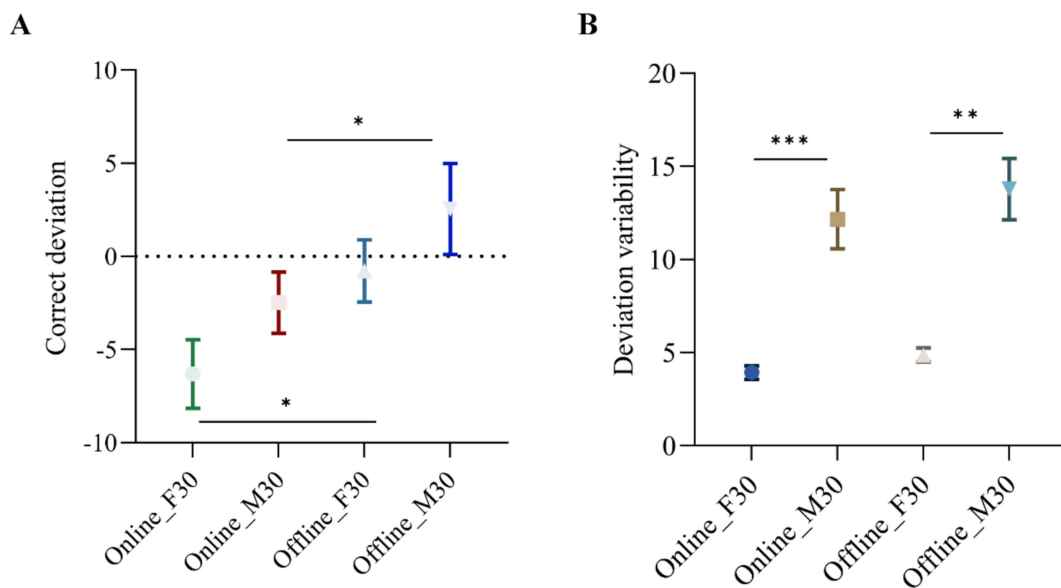 A
B
Correct deviation
10
5
0
-5
-10
*
*
Online_F30
Online_M30
Offline_F30
Offline_M30
Deviation variability
20
15
10
5
0
***
**
Online_F30
Online_M30
Offline_F30
Offline_M30